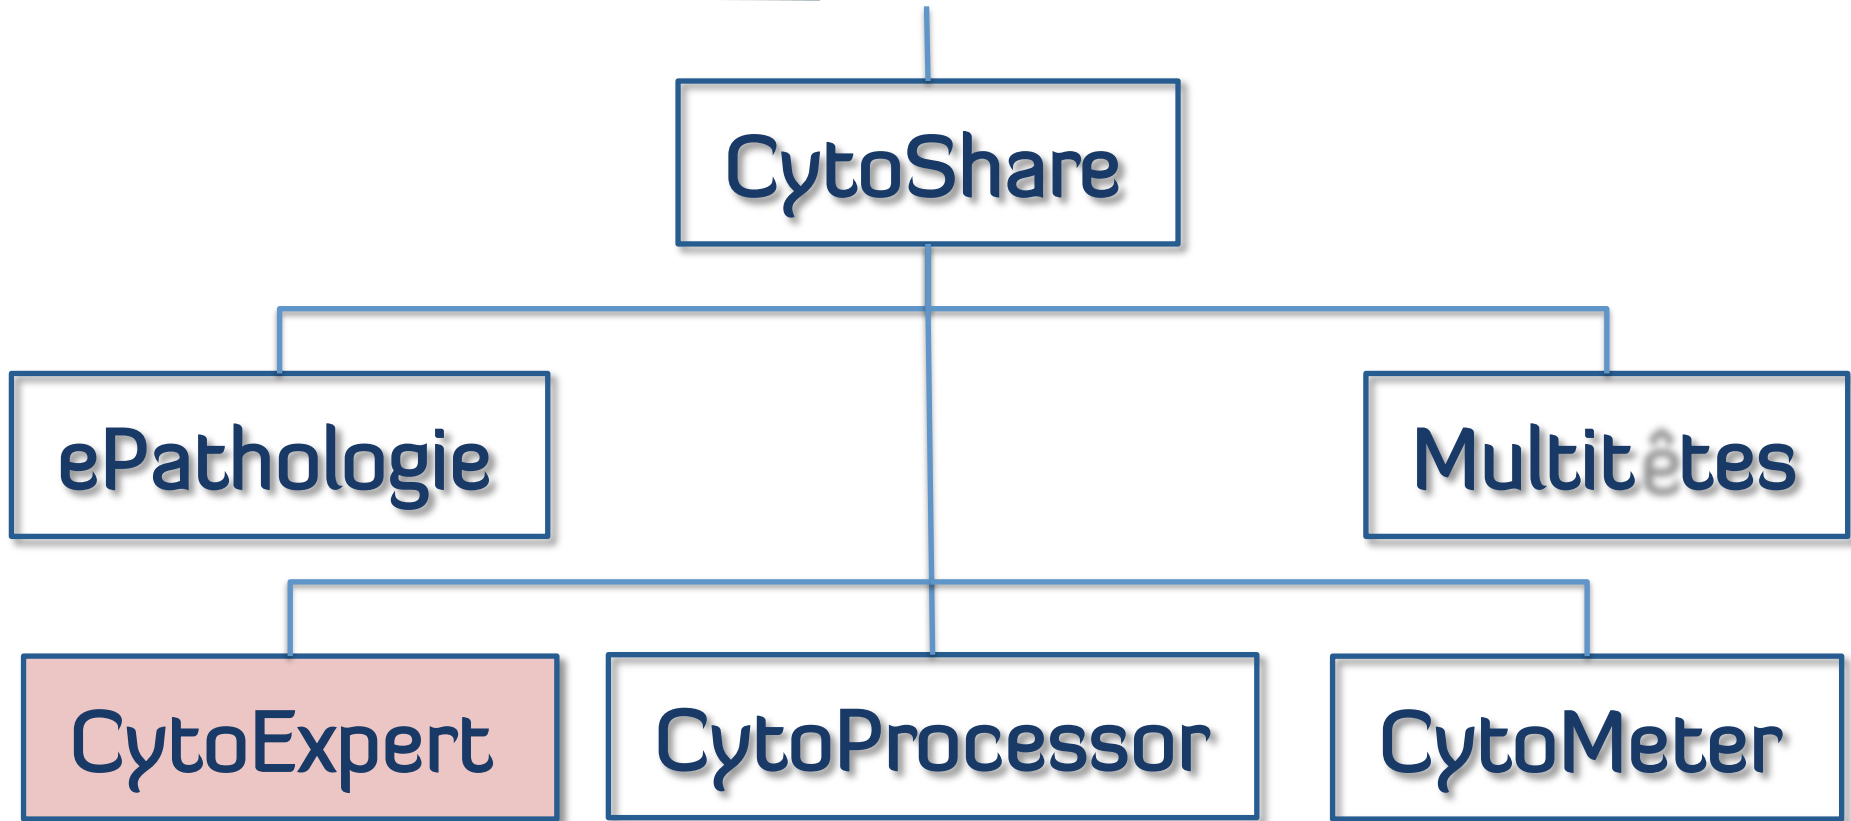 CytoShare
ePathologie
Multitêtes
CytoExpert
CytoProcessor
CytoMeter